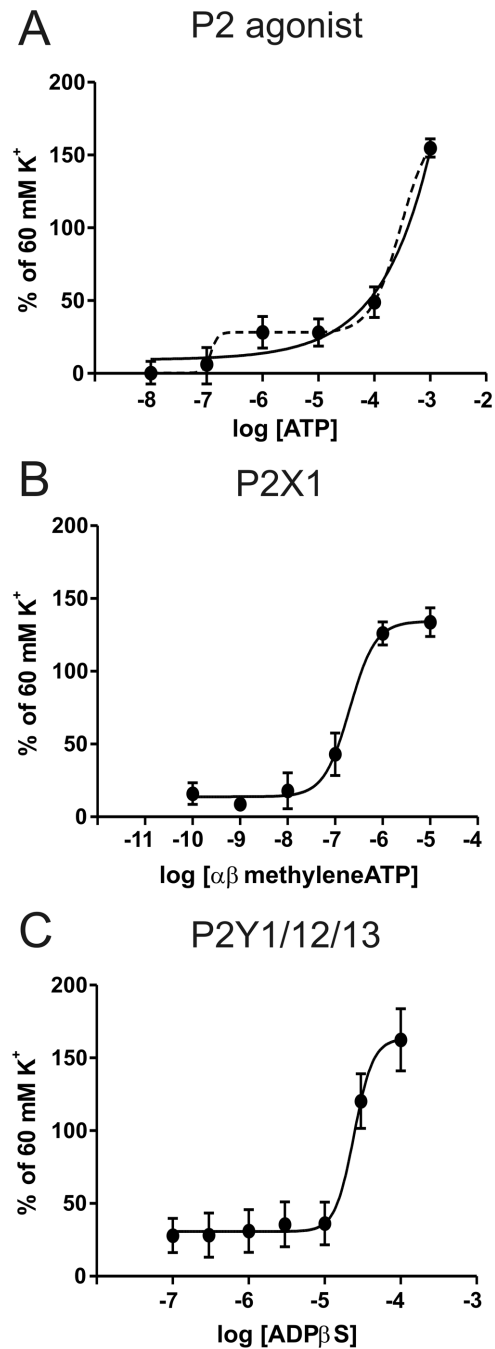 A P2 agonist
% of 60 mM K+
200
150
100
50
0
-8 -7 -6 -5 -4 -3 -2
log [ATP]
B P2X1
% of 60 mM K+
200
150
100
50
0
-11 -10 -9 -8 -7 -6 -5 -4
log [αβ methyleneATP]
C P2Y1/12/13
% of 60 mM K+
200
150
100
50
0
-7 -6 -5 -4 -3
log [ADPβS]